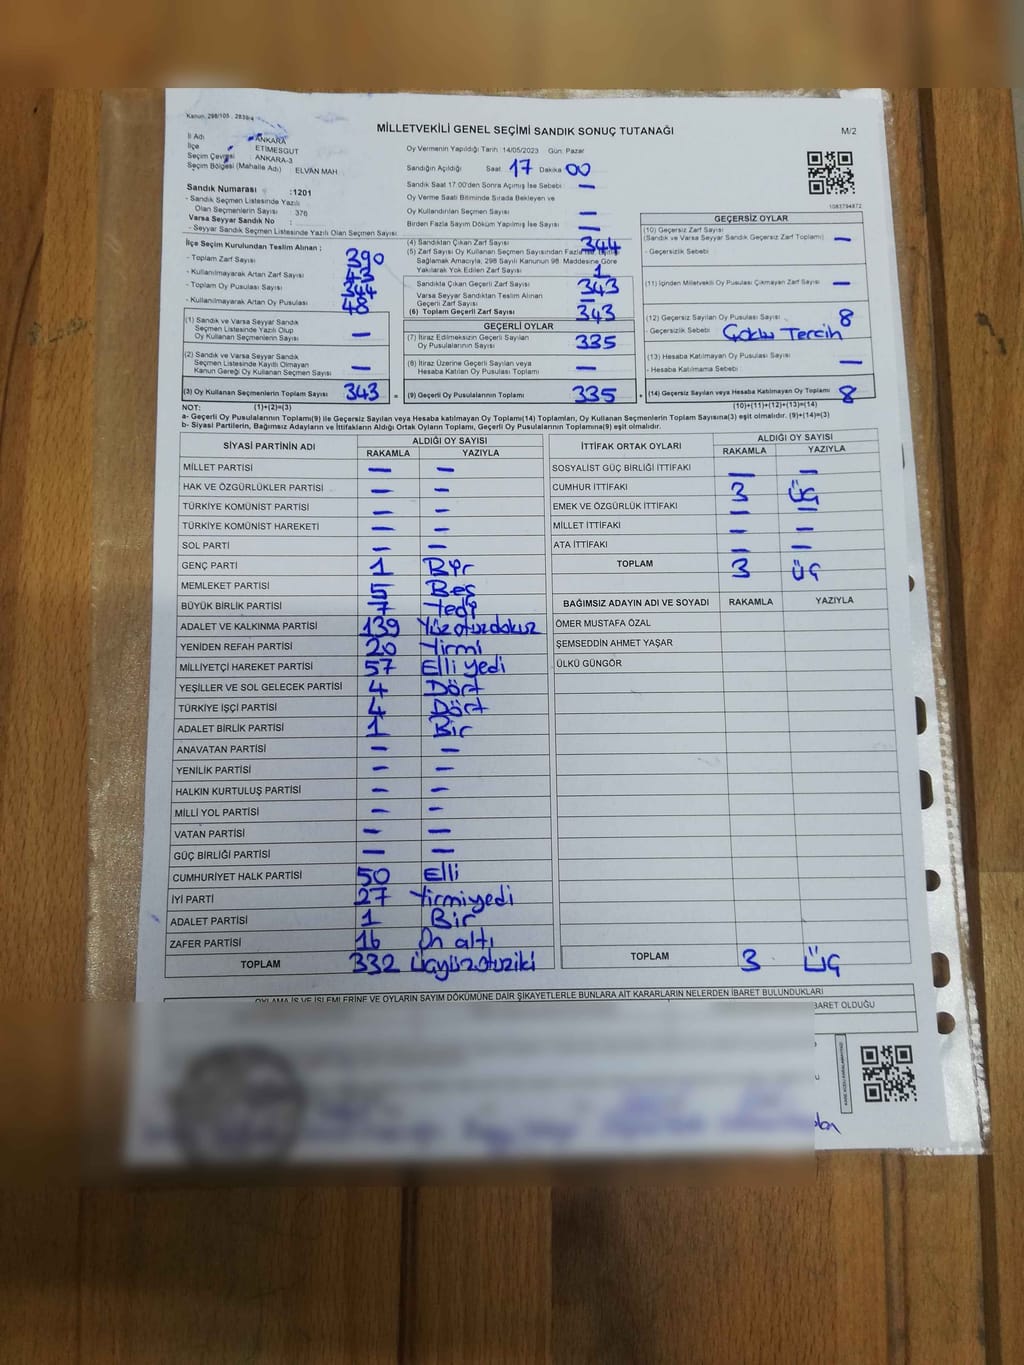 Kanun: 298/105 , 2839/4
MİLLETVEKİLİ GENEL SEÇİMİ SANDIK SONUÇ TUTANAĞI
M/2
İl Adı ANKARA
İlçe ETİMESGUT
Seçim Çevresi ANKARA-3
Seçim Bölgesi (Mahalle Adı) ELVAN MAH
Sandık Numarası :1201
- Sandık Seçmen Listesinde Yazılı
Olan Seçmenlerin Sayısı 376
Varsa Seyyar Sandık No :
- Seyyar Sandık Seçmen Listesinde Yazılı Olan Seçmen Sayısı
İlçe Seçim Kurulundan Teslim Alınan :
- Toplam Zarf Sayısı 390
- Kullanılmayarak Artan Zarf Sayısı 43
- Toplam Oy Pusulası Sayısı 344
- Kullanılmayarak Artan Oy Pusulası 48
(1) Sandık ve Varsa Seyyar Sandık
Seçmen Listesinde Yazılı Olup
Oy Kullanan Seçmenlerin Sayısı —
(2) Sandık ve Varsa Seyyar Sandık
Seçmen Listesinde Kayıtlı Olmayan
Kanun Gereği Oy Kullanan Seçmen Sayısı —
(3) Oy Kullanan Seçmenlerin Toplam Sayısı 343
Oy Vermenin Yapıldığı Tarih : 14/05/2023 Gün: Pazar
Sandığın Açıldığı Saat 17 Dakika 00
Sandık Saat 17:00'den Sonra Açılmış İse Sebebi —
Oy Verme Saati Bitiminde Sırada Bekleyen ve
Oy Kullandırılan Seçmen Sayısı —
Birden Fazla Sayım Döküm Yapılmış İse Sayısı —
(4) Sandıktan Çıkan Zarf Sayısı 344
(5) Zarf Sayısı Oy Kullanan Seçmen Sayısından Fazla
Sağlamak Amacıyla, 298 Sayılı Kanunun 98. Maddesine Göre
Yakılarak Yok Edilen Zarf Sayısı 1
Sandıkta Çıkan Geçerli Zarf Sayısı 343
Varsa Seyyar Sandıktan Teslim Alınan
Geçerli Zarf Sayısı —
(6) Toplam Geçerli Zarf Sayısı 343
GEÇERLİ OYLAR
(7) İtiraz Edilmeksizin Geçerli Sayılan
Oy Pusulalarının Sayısı 335
(8) İtiraz Üzerine Geçerli Sayılan veya
Hesaba Katılan Oy Pusulası Toplamı —
= (9) Geçerli Oy Pusulalarının Toplamı 335
1083794872
GEÇERSİZ OYLAR
(10) Geçersiz Zarf Sayısı
(Sandık ve Varsa Seyyar Sandık Geçersiz Zarf Toplamı) —
- Geçersizlik Sebebi
(11) İçinden Milletvekili Oy Pusulası Çıkmayan Zarf Sayısı —
(12) Geçersiz Sayılan Oy Pusulası Sayısı 8
- Geçersizlik Sebebi Çoklu Tercih
(13) Hesaba Katılmayan Oy Pusulası Sayısı —
- Hesaba Katılmama Sebebi
+ (14) Geçersiz Sayılan veya Hesaba Katılmayan Oy Toplamı 8
NOT: (1)+(2)=(3) (10)+(11)+(12)+(13)=(14)
a- Geçerli Oy Pusulalarının Toplamı(9) ile Geçersiz Sayılan veya Hesaba katılmayan Oy Toplamı(14) Toplamları, Oy Kullanan Seçmenlerin Toplam Sayısına(3) eşit olmalıdır. (9)+(14)=(3)
b- Siyasi Partilerin, Bağımsız Adayların ve İttifakların Aldığı Ortak Oyların Toplamı, Geçerli Oy Pusulalarının Toplamına(9) eşit olmalıdır.
SİYASİ PARTİNİN ADI ALDIĞI OY SAYISI
RAKAMLA YAZIYLA
MİLLET PARTİSİ — —
HAK VE ÖZGÜRLÜKLER PARTİSİ — —
TÜRKİYE KOMÜNİST PARTİSİ — —
TÜRKİYE KOMÜNİST HAREKETİ — —
SOL PARTİ — —
GENÇ PARTİ 1 Bir
MEMLEKET PARTİSİ 5 Beş
BÜYÜK BİRLİK PARTİSİ 7 Yedi
ADALET VE KALKINMA PARTİSİ 139 Yüzotuzdokuz
YENİDEN REFAH PARTİSİ 20 Yirmi
MİLLİYETÇİ HAREKET PARTİSİ 57 Elli yedi
YEŞİLLER VE SOL GELECEK PARTİSİ 4 Dört
TÜRKİYE İŞÇİ PARTİSİ 4 Dört
ADALET BİRLİK PARTİSİ 1 Bir
ANAVATAN PARTİSİ — —
YENİLİK PARTİSİ — —
HALKIN KURTULUŞ PARTİSİ — —
MİLLİ YOL PARTİSİ — —
VATAN PARTİSİ — —
GÜÇ BİRLİĞİ PARTİSİ — —
CUMHURİYET HALK PARTİSİ 50 Elli
İYİ PARTİ 27 Yirmiyedi
ADALET PARTİSİ 1 Bir
ZAFER PARTİSİ 16 On altı
TOPLAM 332 Üçyüzotuziki
İTTİFAK ORTAK OYLARI ALDIĞI OY SAYISI
RAKAMLA YAZIYLA
SOSYALİST GÜÇ BİRLİĞİ İTTİFAKI — —
CUMHUR İTTİFAKI 3 Üç
EMEK VE ÖZGÜRLÜK İTTİFAKI — —
MİLLET İTTİFAKI — —
ATA İTTİFAKI — —
TOPLAM 3 Üç
BAĞIMSIZ ADAYIN ADI VE SOYADI RAKAMLA YAZIYLA
ÖMER MUSTAFA ÖZAL
ŞEMSEDDİN AHMET YAŞAR
ÜLKÜ GÜNGÖR
TOPLAM 3 Üç
OYLAMA İŞ VE İŞLEMLERİNE VE OYLARIN SAYIM DÖKÜMÜNE DAİR ŞİKAYETLERLE BUNLARA AİT KARARLARIN NELERDEN İBARET BULUNDUKLARI
İBARET OLDUĞU